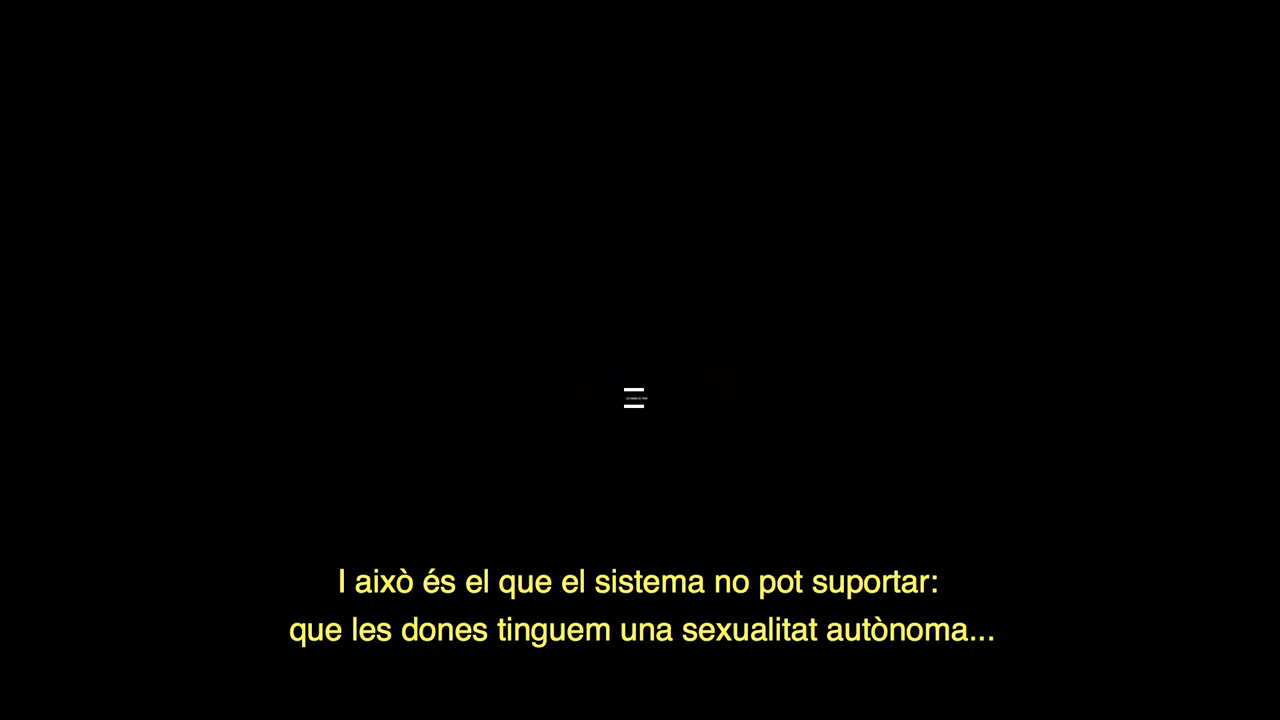 I això és el que el sistema no pot suportar:
que les dones tinguem una sexualitat autònoma...